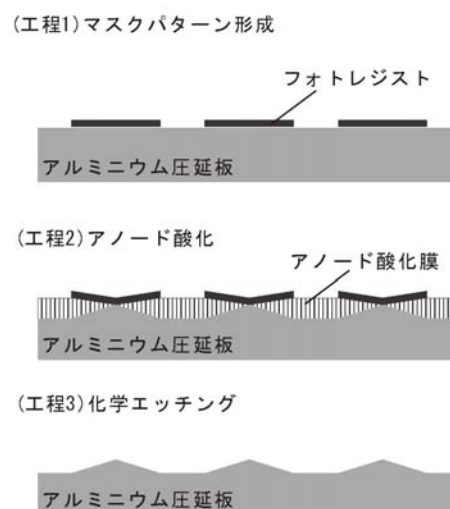 (工程1)マスクパターン形成
フォトレジスト
アルミニウム圧延板
(工程2)アノード酸化
アノード酸化膜
アルミニウム圧延板
(工程3)化学エッチング
アルミニウム圧延板